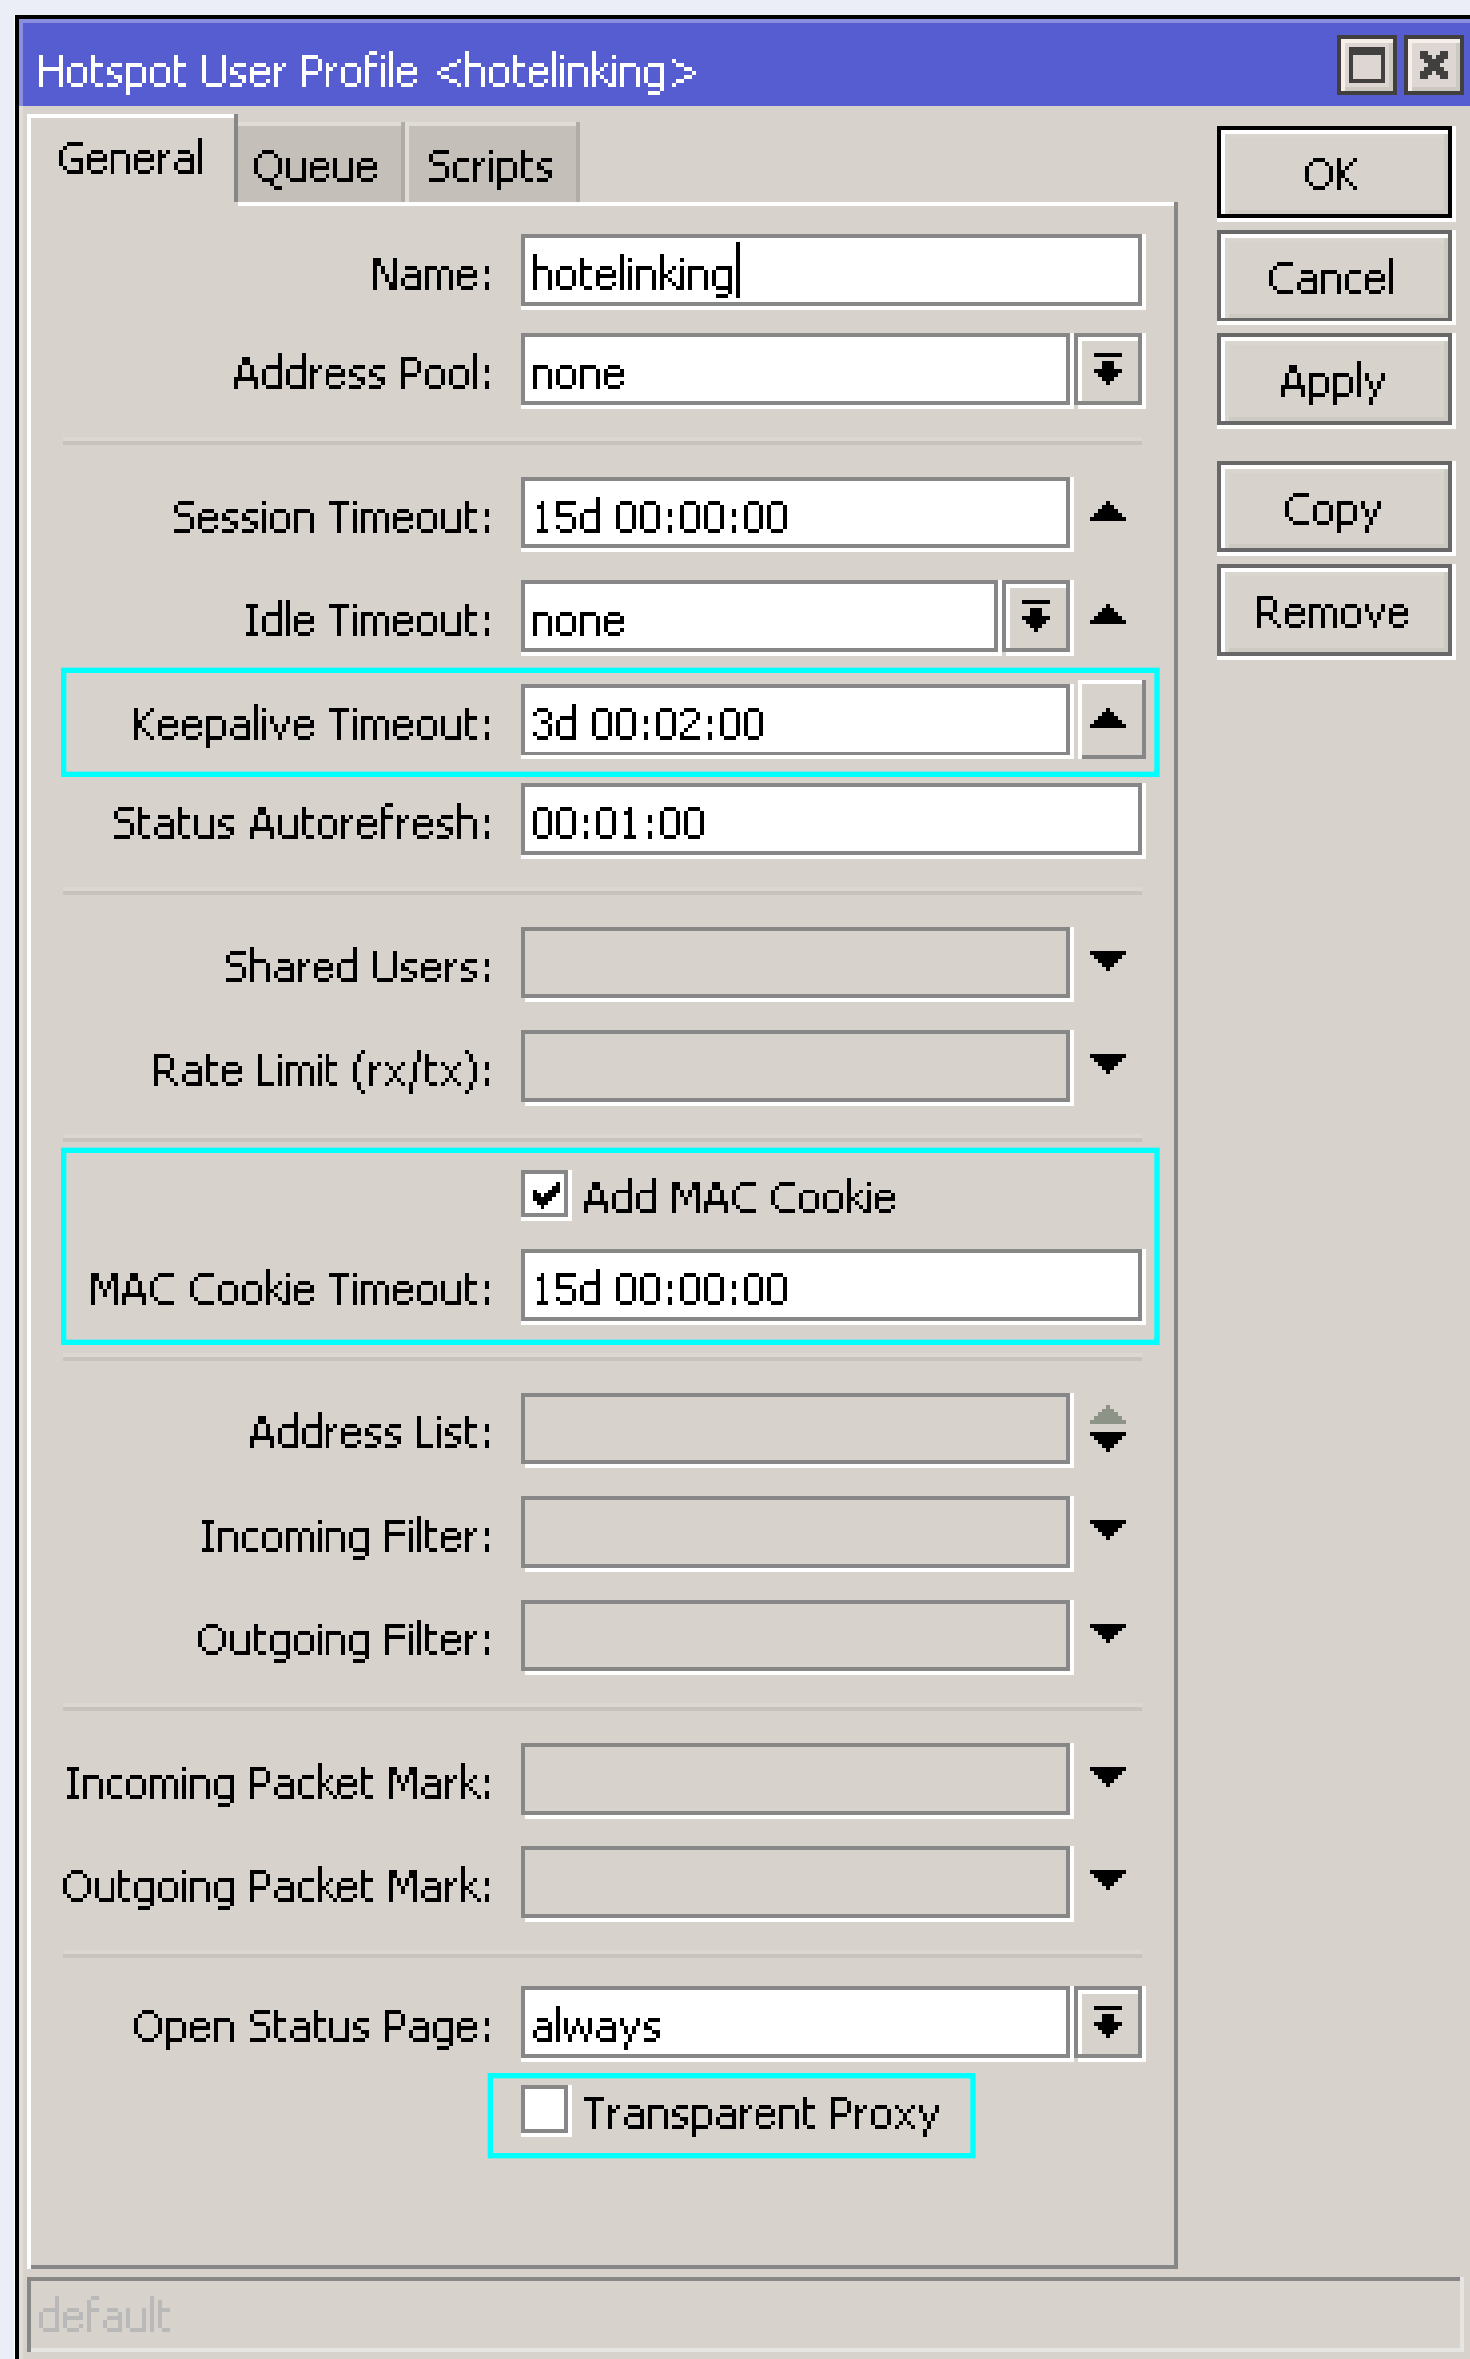 Hotspot User Profile <hotelinking>
General Queue Scripts
OK
Cancel
Apply
Copy
Remove
Name: hotelinking
Address Pool: none
Session Timeout: 15d 00:00:00
Idle Timeout: none
Keepalive Timeout: 3d 00:02:00
Status Autorefresh: 00:01:00
Shared Users:
Rate Limit (rx/tx):
Add MAC Cookie
MAC Cookie Timeout: 15d 00:00:00
Address List:
Incoming Filter:
Outgoing Filter:
Incoming Packet Mark:
Outgoing Packet Mark:
Open Status Page: always
Transparent Proxy
default